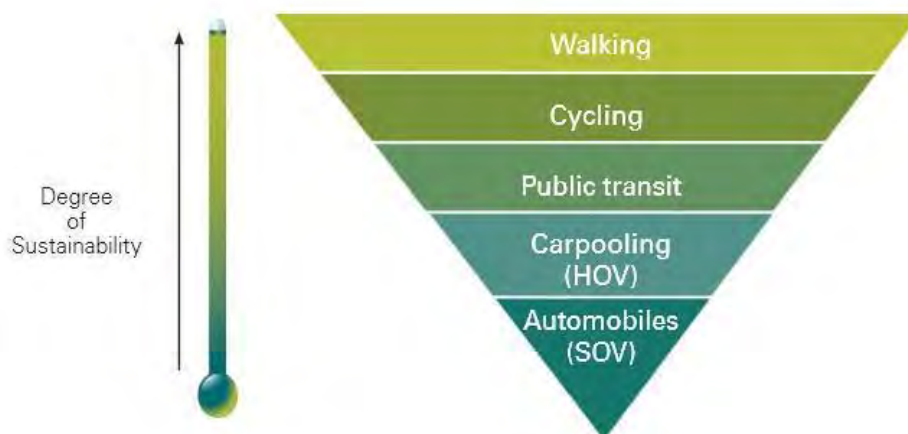 Degree
of
Sustainability
Walking
Cycling
Public transit
Carpooling
(HOV)
Automobiles
(SOV)